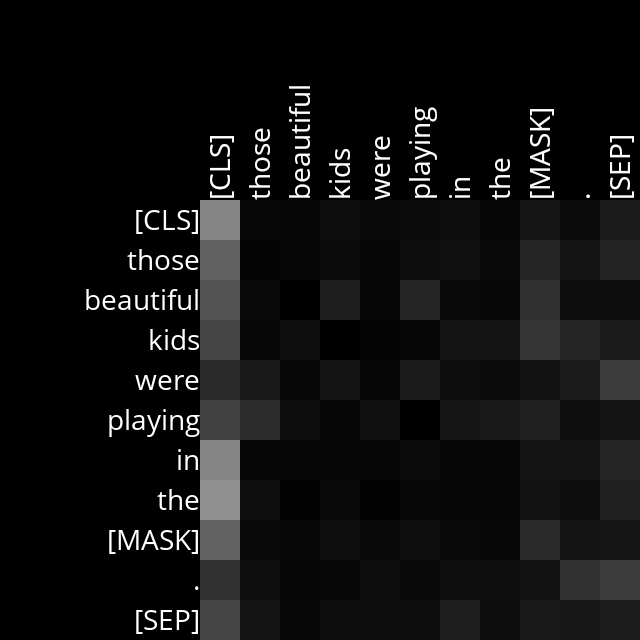 [CLS] those beautiful kids were playing in the [MASK] . [SEP]
[CLS]
those
beautiful
kids
were
playing
in
the
[MASK]
.
[SEP]